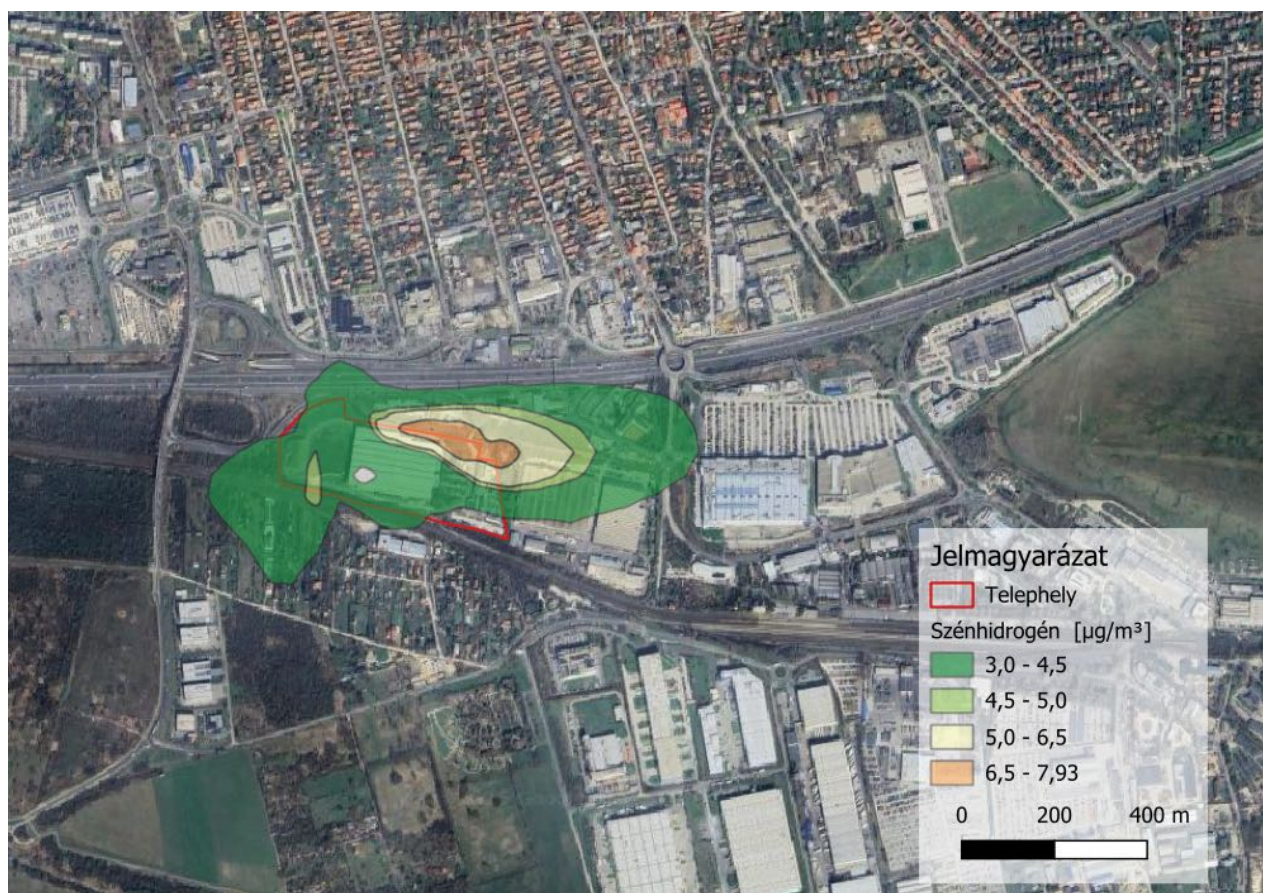 Jelmagyarázat
Telephely
Szénhidrogén [µg/m³]
3,0 - 4,5
4,5 - 5,0
5,0 - 6,5
6,5 - 7,93
0 200 400 m